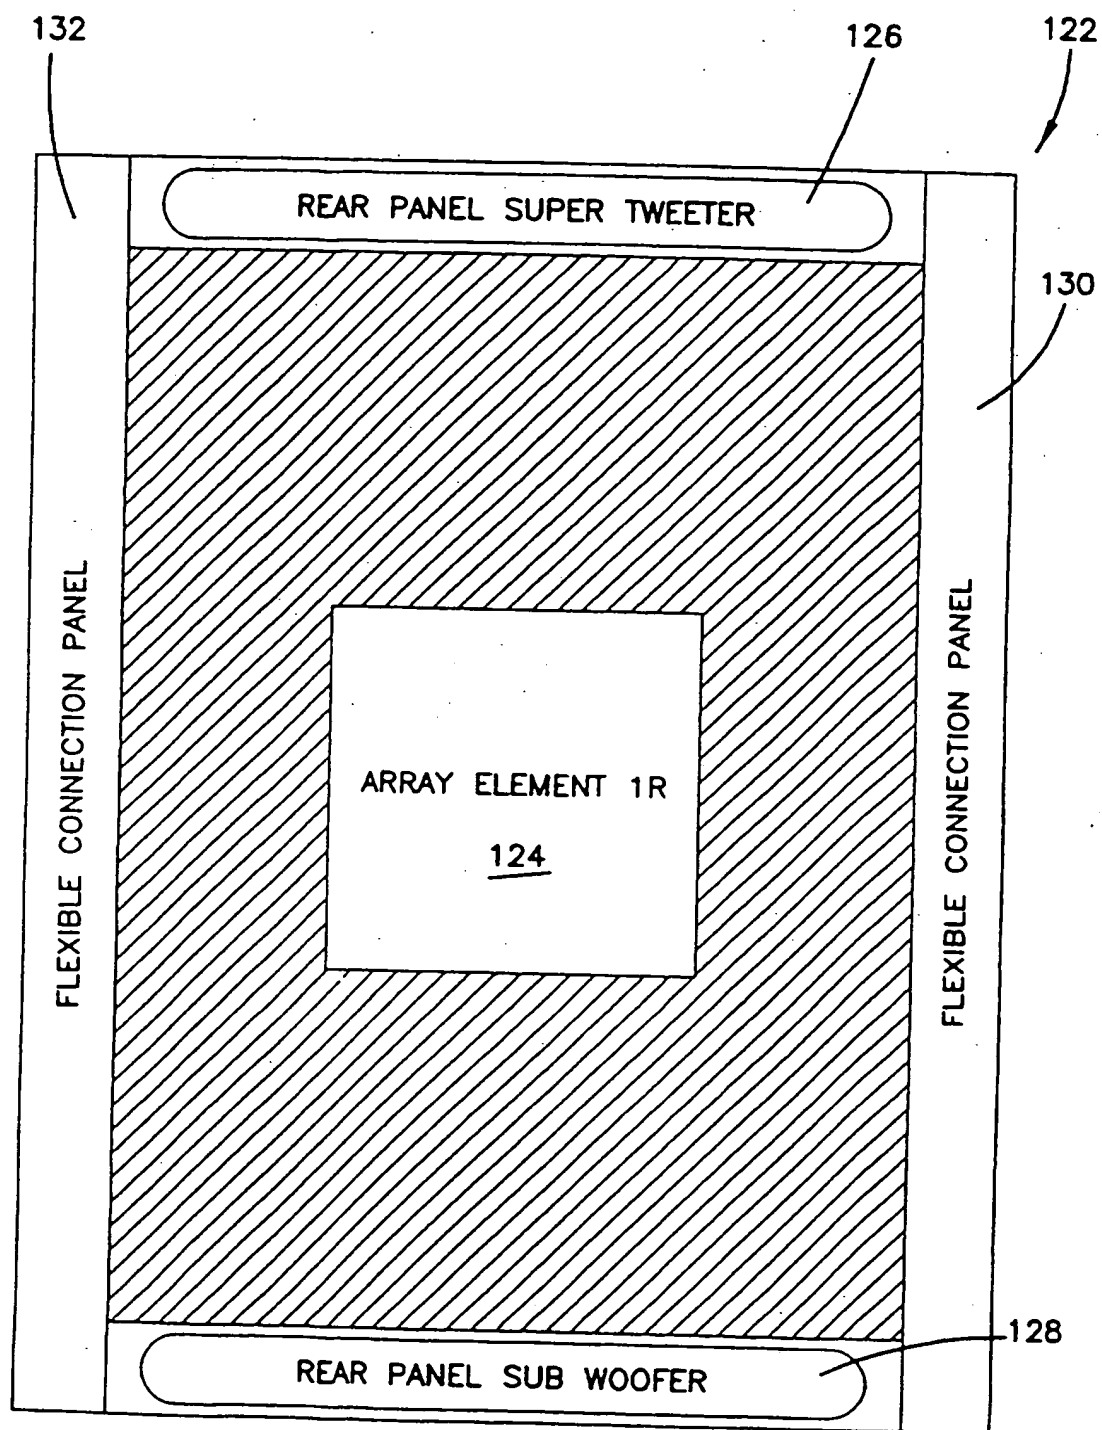 132
126
122
REAR PANEL SUPER TWEETER
130
FLEXIBLE CONNECTION PANEL
FLEXIBLE CONNECTION PANEL
ARRAY ELEMENT 1R
124
128
REAR PANEL SUB WOOFER